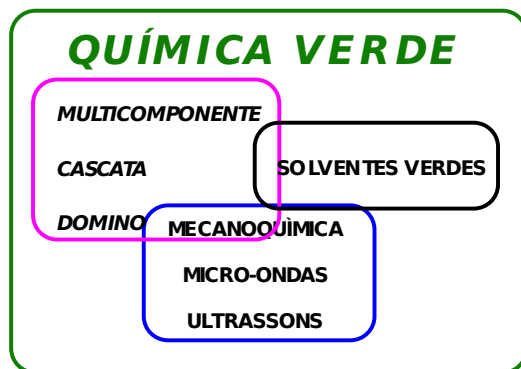 QUÍMICA VERDE
MULTICOMPONENTE
CASCATA
SOLVENTES VERDES
DOMINO
MECANOQUÌMICA
MICRO-ONDAS
ULTRASSONS